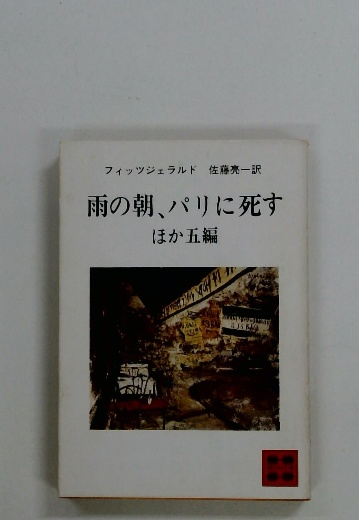 フィッツジェラルド 佐藤亮一訳
雨の朝、パリに死す
ほか五編